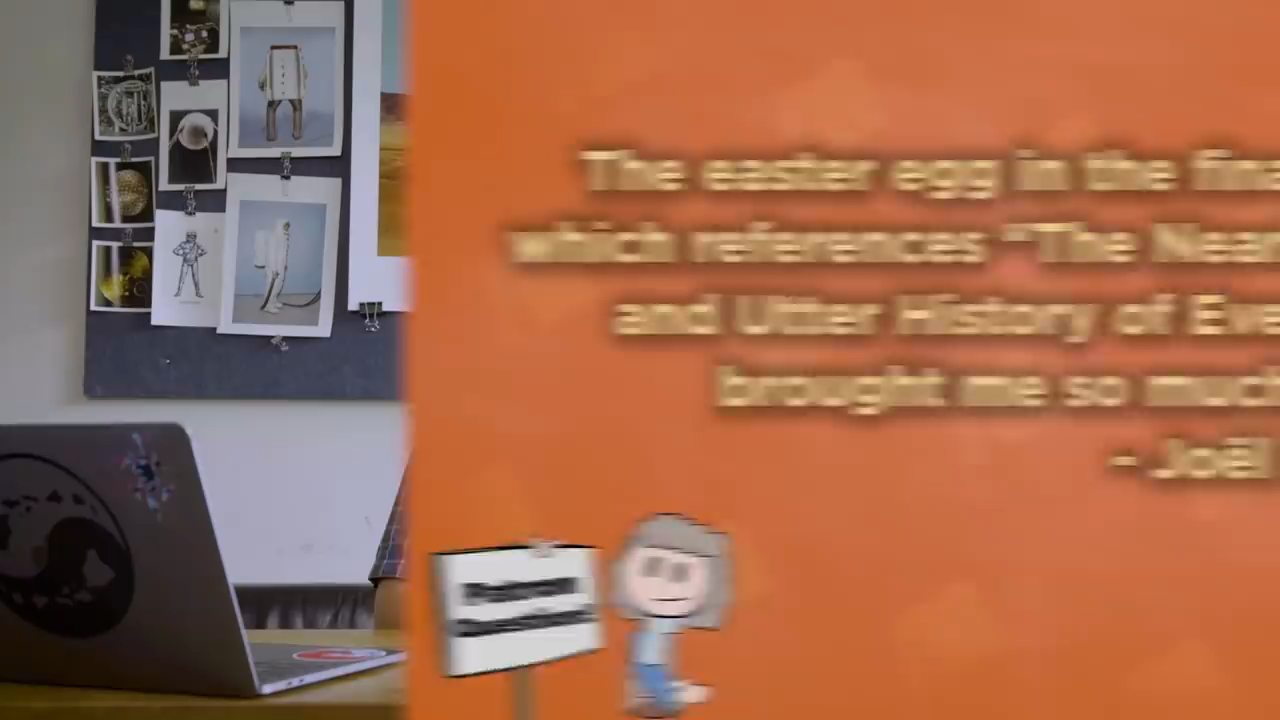 The easter egg in the fina
which references "The Near
and Utter History of Eve
brought me so much
- Joël